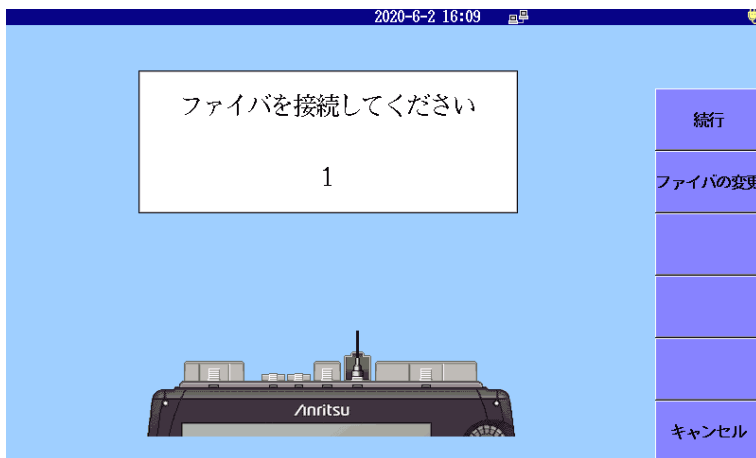 2020-6-2 16:09
ファイバを接続してください
1
続行
ファイバの変更
キャンセル
Anritsu